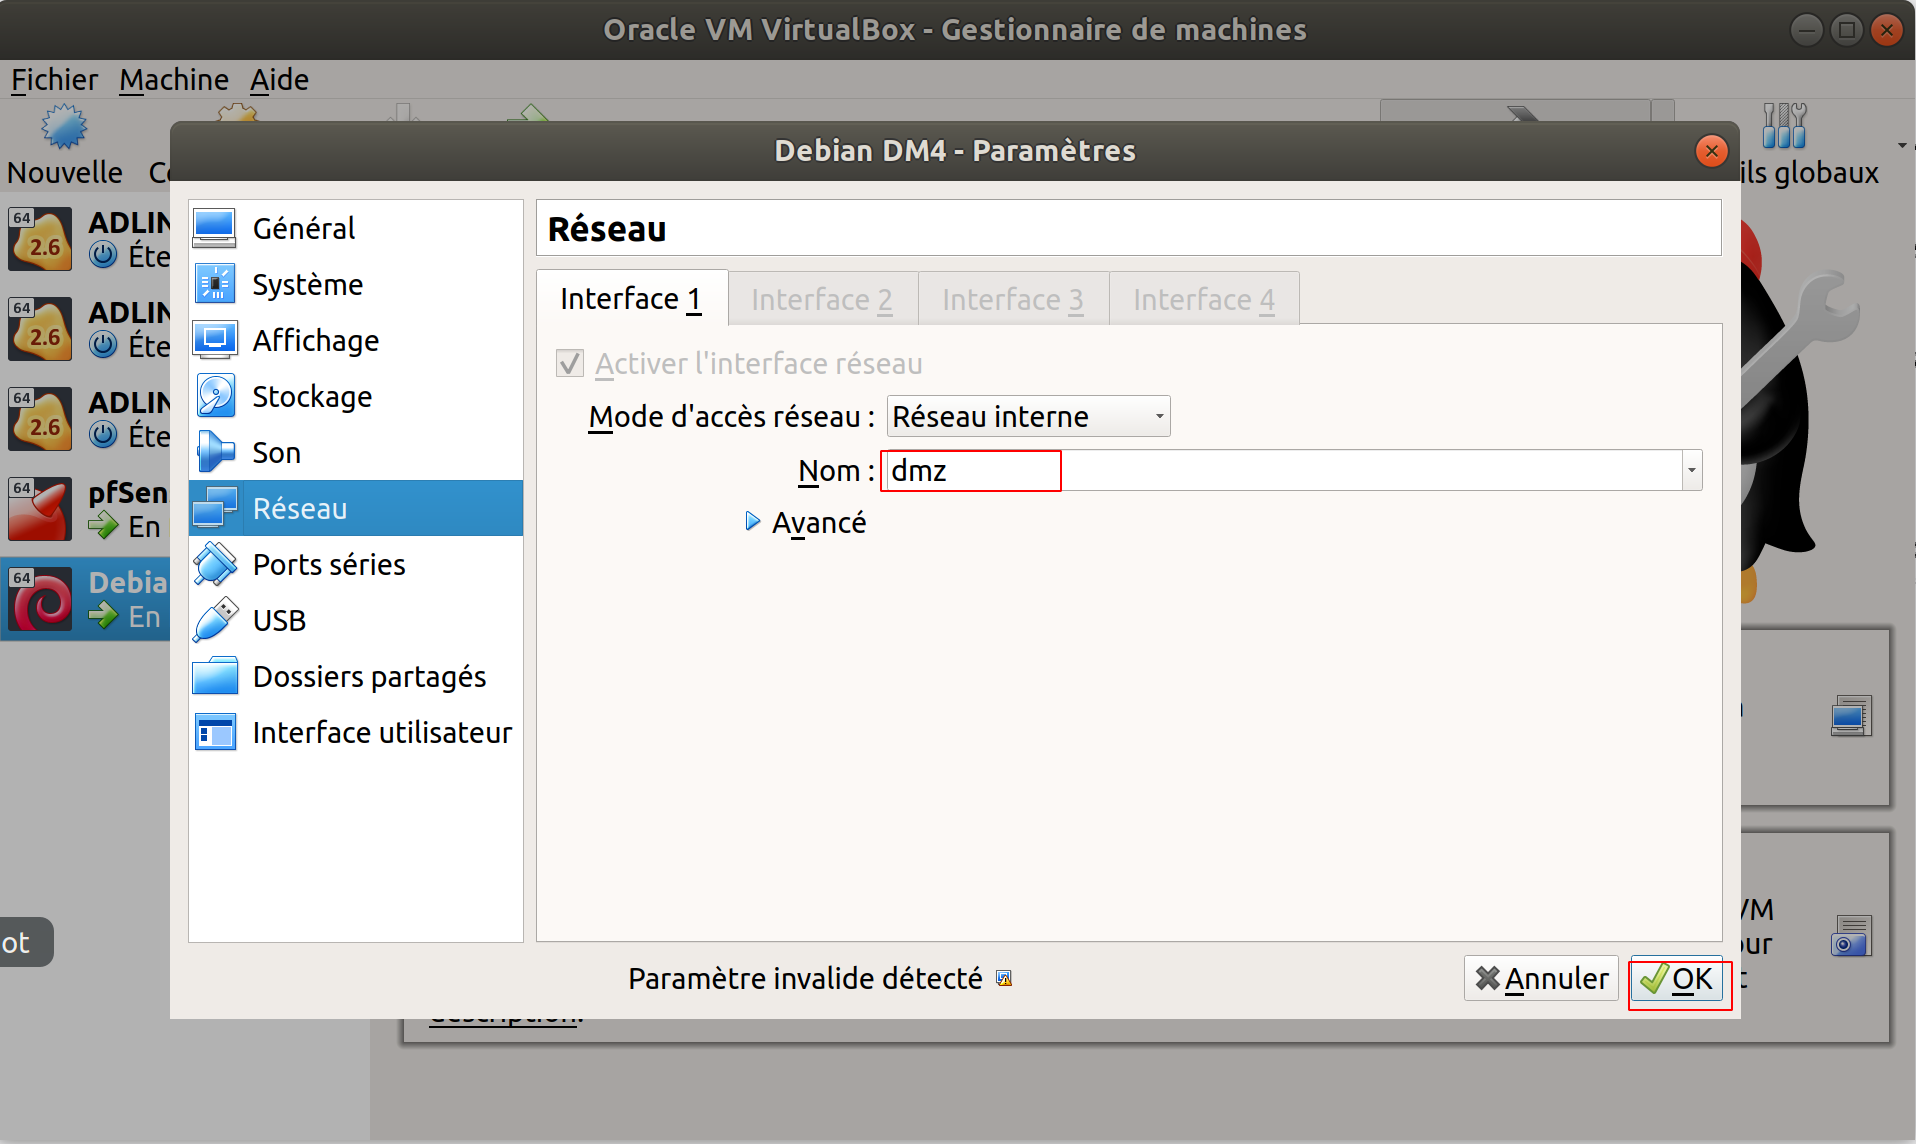 Oracle VM VirtualBox - Gestionnaire de machines
Fichier Machine Aide
Nouvelle
ils globaux
Debian DM4 - Paramètres
64 2.6 ADLIN
Éte
64 2.6 ADLIN
Éte
64 2.6 ADLIN
Éte
64 pfSen
En
64 Debia
En
ot
Général
Système
Affichage
Stockage
Son
Réseau
Ports séries
USB
Dossiers partagés
Interface utilisateur
Réseau
Interface 1 Interface 2 Interface 3 Interface 4
Activer l'interface réseau
Mode d'accès réseau : Réseau interne
Nom : dmz
Avancé
Paramètre invalide détecté
Annuler OK
VM
our
t
description.